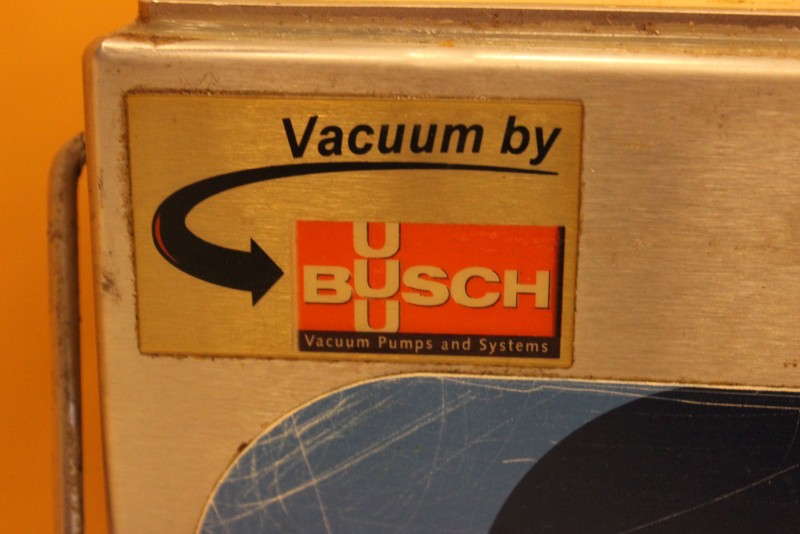 Vacuum by
U
BUSCH
U
Vacuum Pumps and Systems